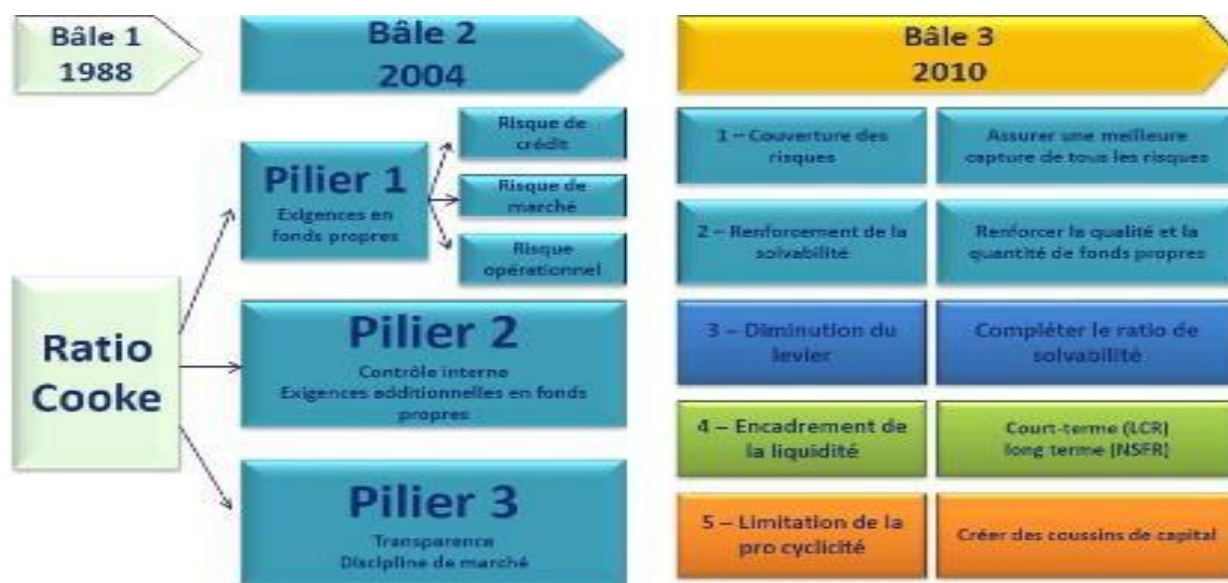 Bâle 1
1988
Bâle 2
2004
Bâle 3
2010
Ratio
Cooke
Pilier 1
Exigences en
fonds propres
Risque de
crédit
Risque de
marché
Risque
opérationnel
Pilier 2
Contrôle interne
Exigences additionnelles en fonds
propres
Pilier 3
Transparence
Discipline de marché
1 – Couverture des
risques
Assurer une meilleure
capture de tous les risques
2 – Renforcement de la
solvabilité
Renforcer la qualité et la
quantité de fonds propres
3 – Diminution du
levier
Compléter le ratio de
solvabilité
4 – Encadrement de
la liquidité
Court-terme (LCR)
long terme (NSFR)
5 – Limitation de la
pro cyclicité
Créer des coussins de capital